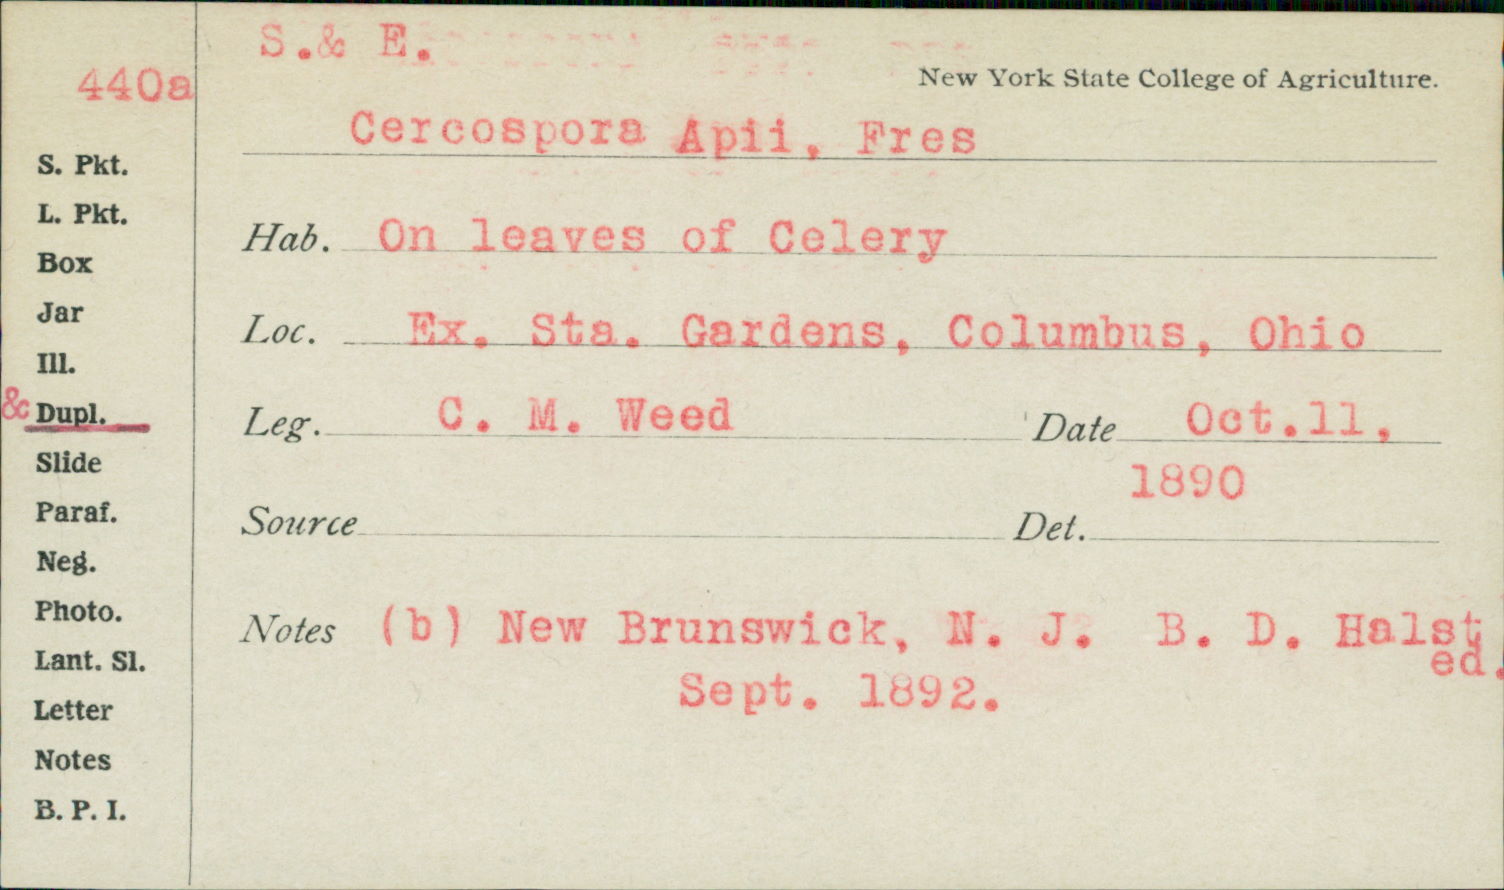 S.& E.
440a
New York State College of Agriculture.
Cercospora Apii, Fres
S. Pkt.
L. Pkt.
Box
Jar
Ill.
& Dupl.
Slide
Paraf.
Neg.
Photo.
Lant. Sl.
Letter
Notes
B. P. I.
Hab. On leaves of Celery
Loc. Ex. Sta. Gardens, Columbus, Ohio
Leg. C. M. Weed Date Oct.11,
1890
Source Det.
Notes (b) New Brunswick, N. J. B. D. Halst
ed.
Sept. 1892.